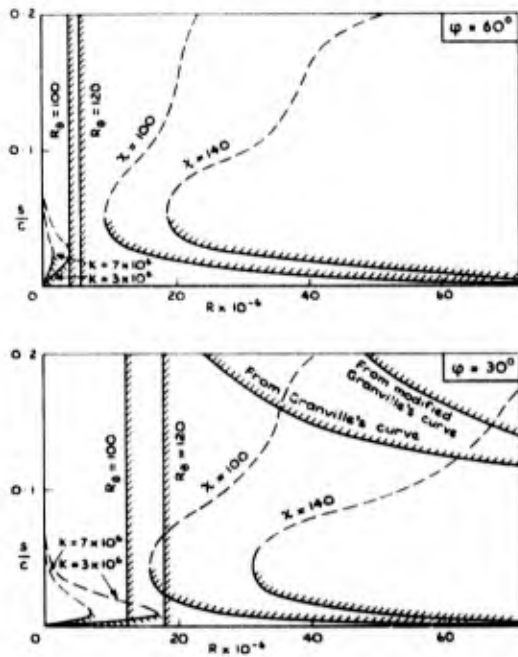 φ = 60°
0·2
R_θ = 100
R_θ = 120
χ = 100
χ = 140
0·1
s/c
K = 7 × 10⁶
K = 3 × 10⁶
0
20
40
60
R × 10⁻⁶
φ = 30°
0·2
From Granville's curve
From modified Granville's curve
R_θ = 100
R_θ = 120
χ = 100
χ = 140
0·1
s/c
K = 7 × 10⁶
K = 3 × 10⁶
0
20
40
60
R × 10⁻⁶